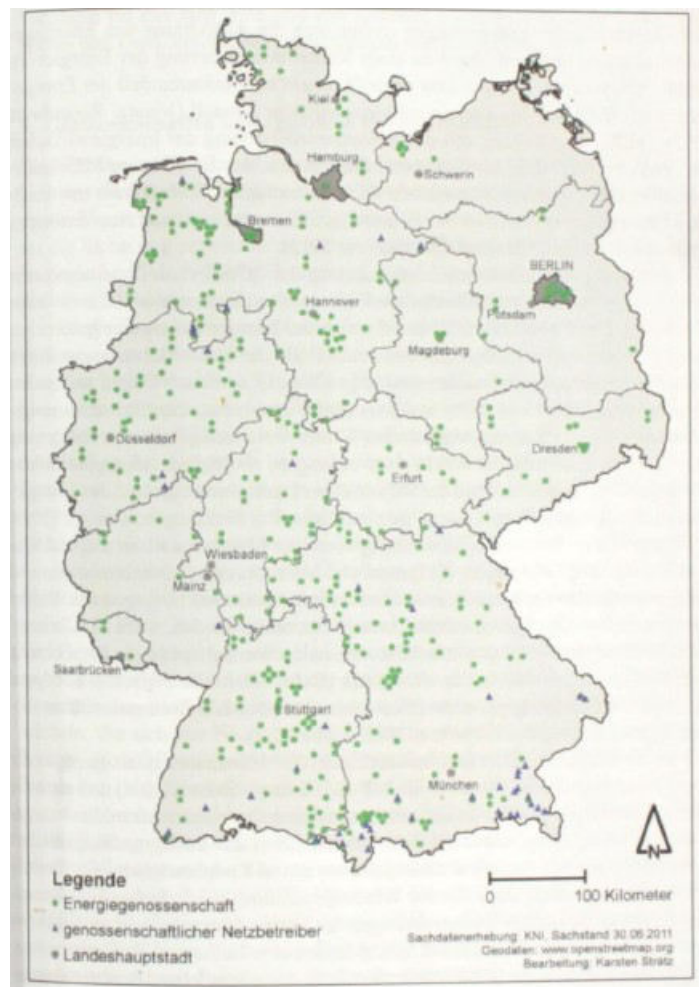 Kiel
Hamburg
Schwerin
Bremen
BERLIN
Hannover
Potsdam
Magdeburg
Düsseldorf
Dresden
Erfurt
Wiesbaden
Mainz
Saarbrücken
Stuttgart
München
N
Legende
Energiegenossenschaft
genossenschaftlicher Netzbetreiber
Landeshauptstadt
0 100 Kilometer
Sachdatenerhebung: KNI, Sachstand 30.06.2011
Geodaten: www.openstreetmap.org
Bearbeitung: Karsten Strätz